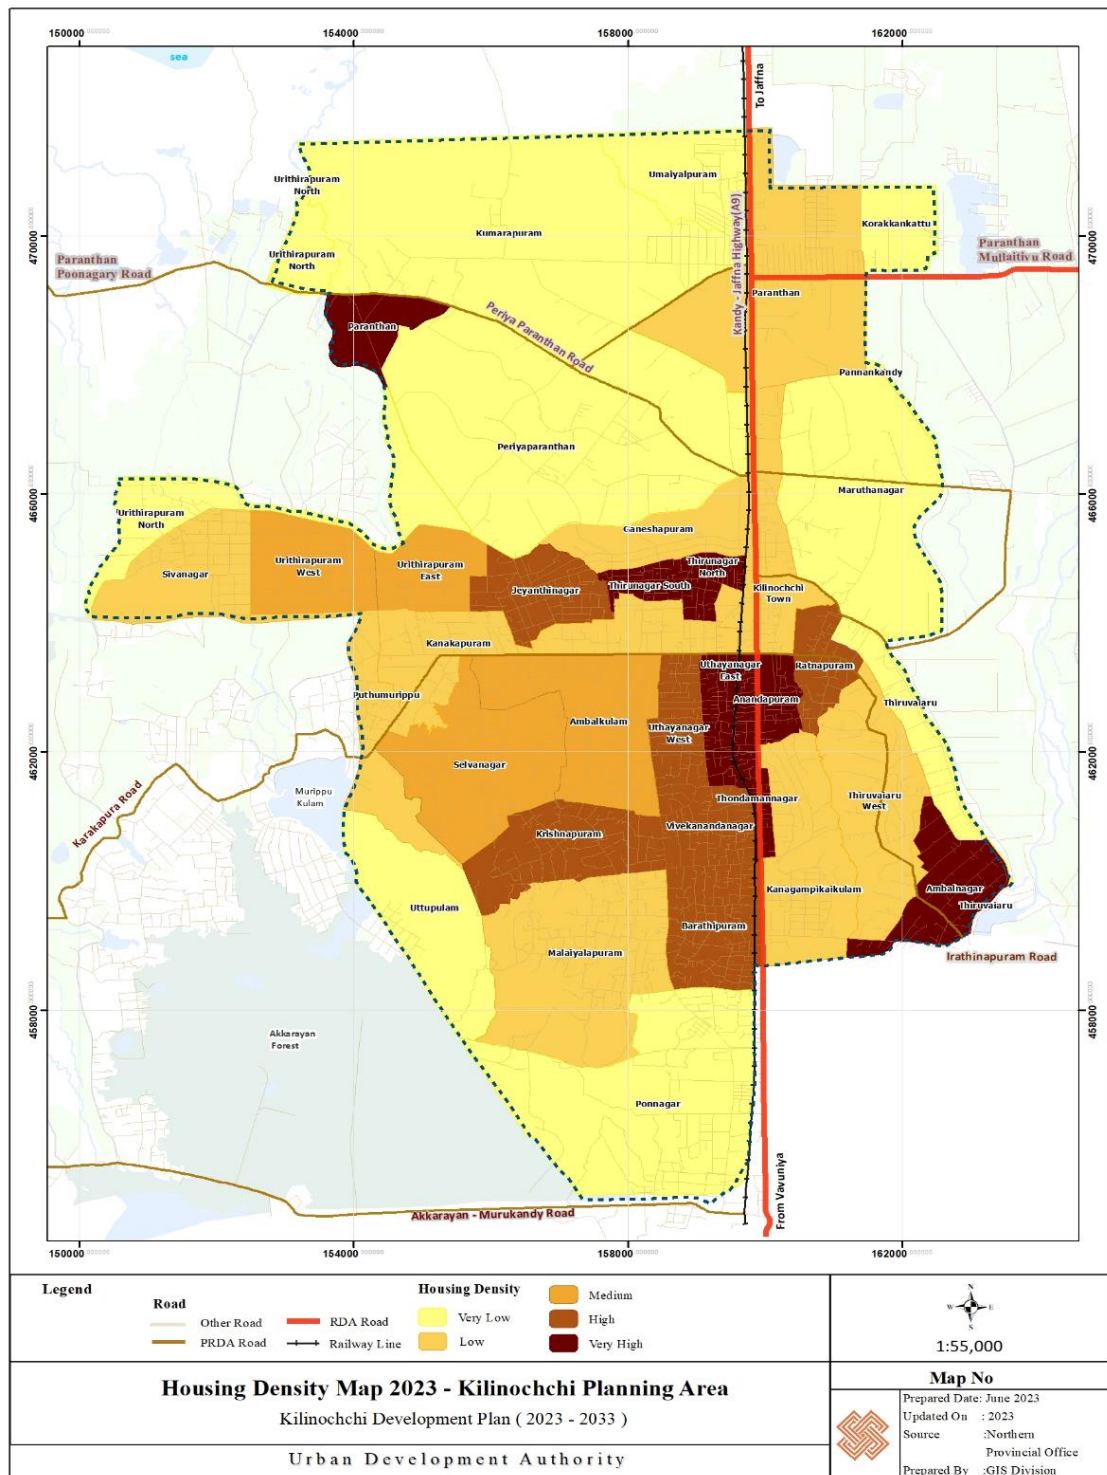 150000
154000
158000
162000
sea
To Jaffna
Urithirapuram
North
Umaiyalpuram
Korakkankattu
Kumarapuram
Kandy - Jaffna Highway(A9)
470000
470000
Urithirapuram
North
Paranthan
Poonagary Road
Paranthan
Mullaitivu Road
Paranthan
Paranthan
Periya Paranthan Road
Pannankandy
Periyaparanthan
Maruthanagar
466000
466000
Urithirapuram
North
Ganeshapuram
Sivanagar
Urithirapuram
West
Urithirapuram
East
Jeyanthinagar
Thirunagar
North
Thirunagar South
Kilinochchi
Town
Kanakapuram
Puthumurippu
Uthayanagar
East
Ratnapuram
Anandapuram
Thiruvaiaru
Ambalkulam
Uthayanagar
West
462000
462000
Selvanagar
Murippu
Kulam
Karakapura Road
Thondamannagar
Thiruvaiaru
West
Krishnapuram
Vivekanandanagar
Uttupulam
Kanagampikaikulam
Ambalnagar
Thiruvaiaru
Barathipuram
Malaiyalapuram
Irathinapuram Road
458000
458000
Akkarayan
Forest
Ponnagar
From Vavuniya
Akkarayan - Murukandy Road
150000
154000
158000
162000
Legend
Road
Other Road
PRDA Road
RDA Road
Railway Line
Housing Density
Very Low
Low
Medium
High
Very High
N
W E
S
1:55,000
Housing Density Map 2023 - Kilinochchi Planning Area
Kilinochchi Development Plan ( 2023 - 2033 )
Urban Development Authority
Map No
Prepared Date: June 2023
Updated On : 2023
Source :Northern
Provincial Office
Prepared By :GIS Division